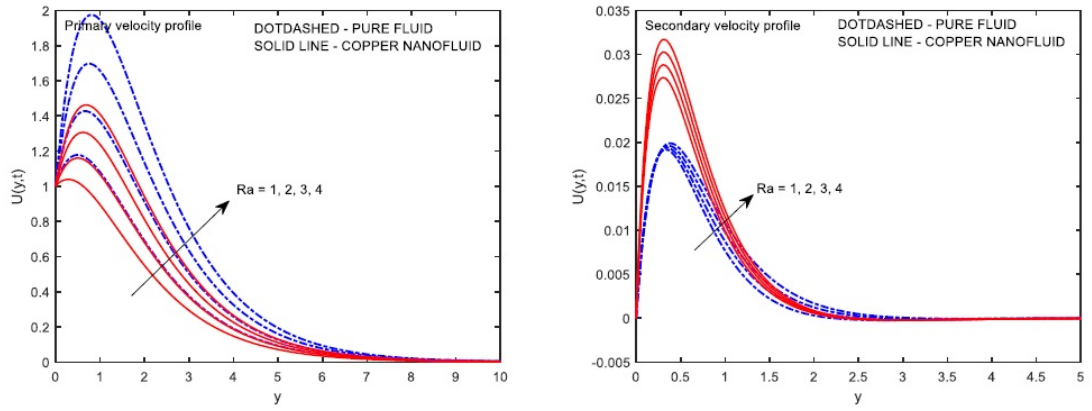 Primary velocity profile
DOTDASHED - PURE FLUID
SOLID LINE - COPPER NANOFLUID
2
1.8
1.6
1.4
1.2
1
0.8
0.6
0.4
0.2
0
U(y,t)
Ra = 1, 2, 3, 4
0 1 2 3 4 5 6 7 8 9 10
y
Secondary velocity profile
DOTDASHED - PURE FLUID
SOLID LINE - COPPER NANOFLUID
0.035
0.03
0.025
0.02
0.015
0.01
0.005
0
-0.005
U(y,t)
Ra = 1, 2, 3, 4
0 0.5 1 1.5 2 2.5 3 3.5 4 4.5 5
y